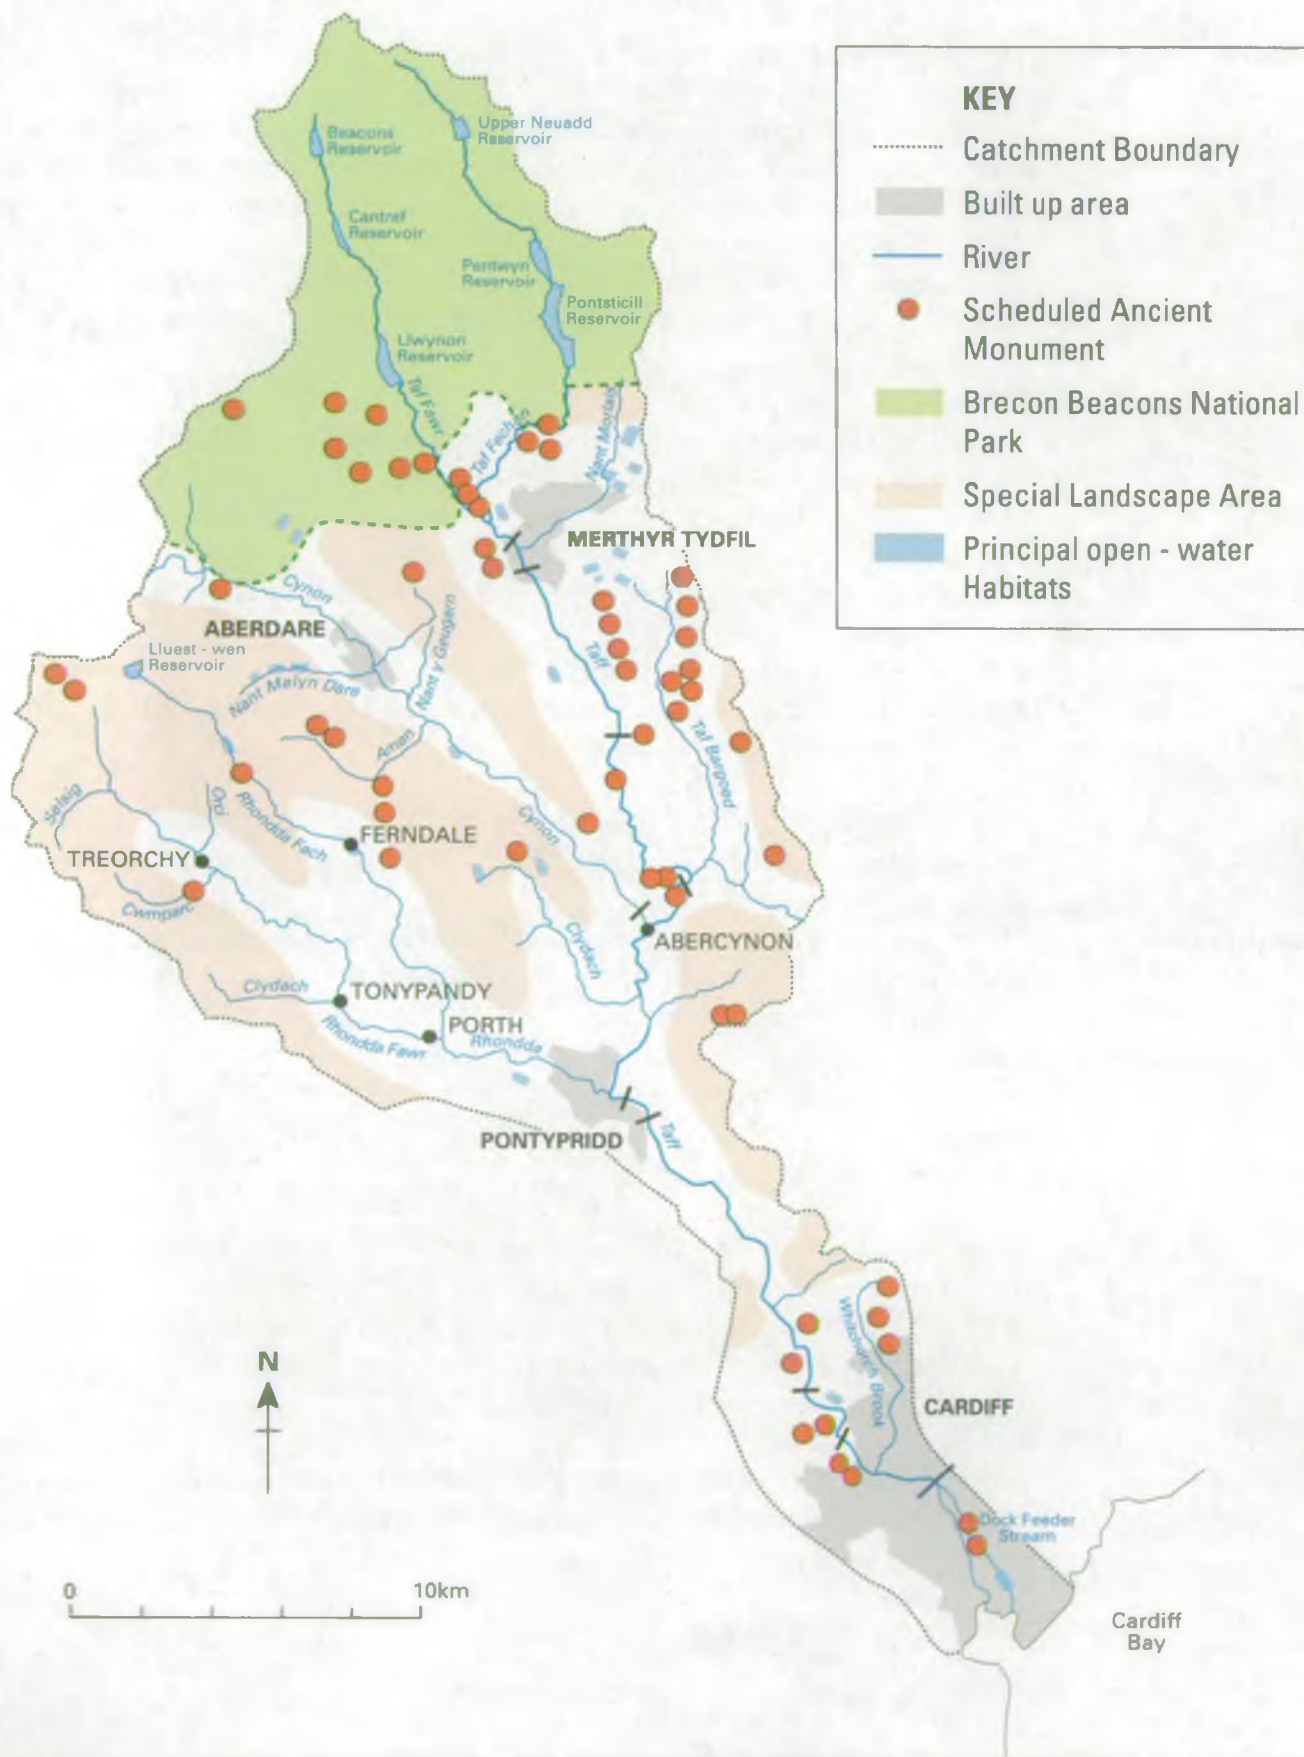 KEY
Catchment Boundary
Built up area
River
Scheduled Ancient
Monument
Brecon Beacons National
Park
Special Landscape Area
Principal open - water
Habitats
Upper Neuadd
Reservoir
Beacons
Reservoir
Cantref
Reservoir
Pentwyn
Reservoir
Pontsticill
Reservoir
Llwynon
Reservoir
Taf Fawr
Taf Fechan
Nant Morlais
MERTHYR TYDFIL
Cynon
ABERDARE
Lluest - wen
Reservoir
Nant Melyn Dare
Nant y Geugarn
Taff
Taf Bargoed
Aman
Selsig
Orci
Rhondda Fach
Cynon
FERNDALE
TREORCHY
Cwmparc
Clydach
ABERCYNON
Clydach
TONYPANDY
PORTH
Rhondda Fawr
Rhondda
PONTYPRIDD
Taff
Whitchurch Brook
N
CARDIFF
Dock Feeder
Stream
0
10km
Cardiff
Bay